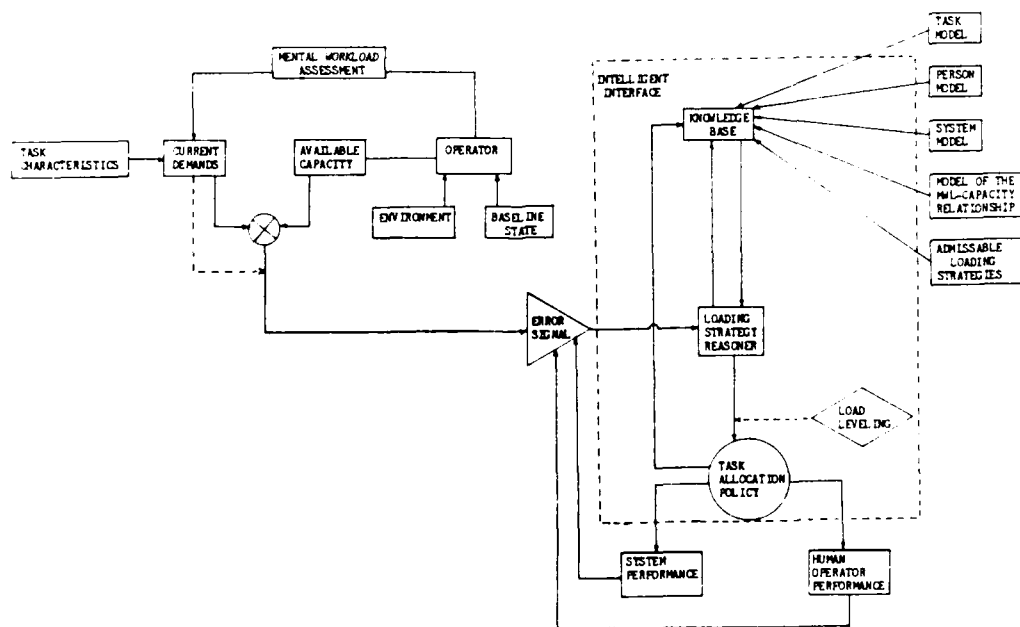 MENTAL WORKLOAD
ASSESSMENT
TASK
CHARACTERISTICS
CURRENT
DEMANDS
AVAILABLE
CAPACITY
OPERATOR
ENVIRONMENT
BASELINE
STATE
ERROR
SIGNAL
INTELLIGENT
INTERFACE
KNOWLEDGE
BASE
TASK
MODEL
PERSON
MODEL
SYSTEM
MODEL
MODEL OF THE
MWL-CAPACITY
RELATIONSHIP
ADMISSABLE
LOADING
STRATEGIES
LOADING
STRATEGY
REASONER
LOAD
LEVELING
TASK
ALLOCATION
POLICY
SYSTEM
PERFORMANCE
HUMAN
OPERATOR
PERFORMANCE